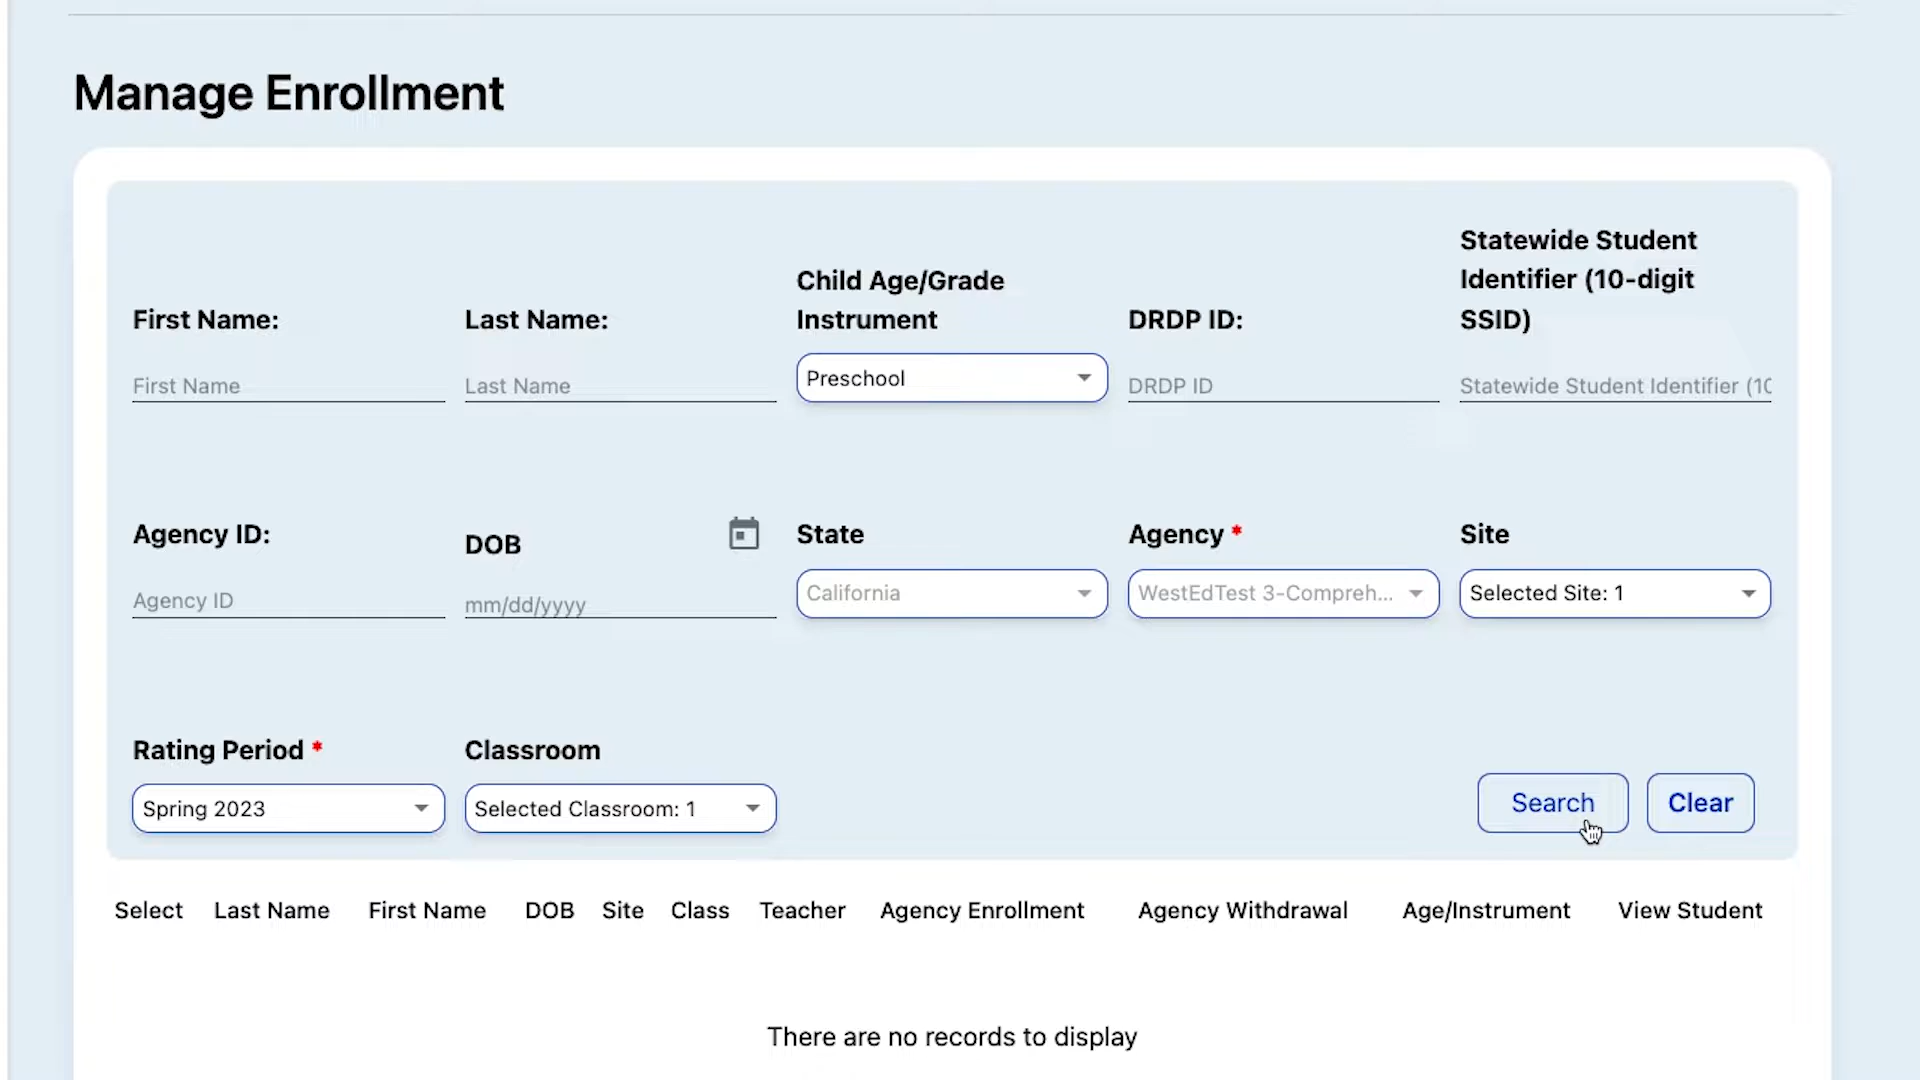 Manage Enrollment
First Name:
Last Name:
Child Age/Grade
Instrument
DRDP ID:
Statewide Student
Identifier (10-digit
SSID)
First Name
Last Name
Preschool
DRDP ID
Statewide Student Identifier (10
Agency ID:
DOB
State
Agency *
Site
Agency ID
mm/dd/yyyy
California
WestEdTest 3-Compreh...
Selected Site: 1
Rating Period *
Classroom
Spring 2023
Selected Classroom: 1
Search
Clear
Select Last Name First Name DOB Site Class Teacher Agency Enrollment Agency Withdrawal Age/Instrument View Student
There are no records to display